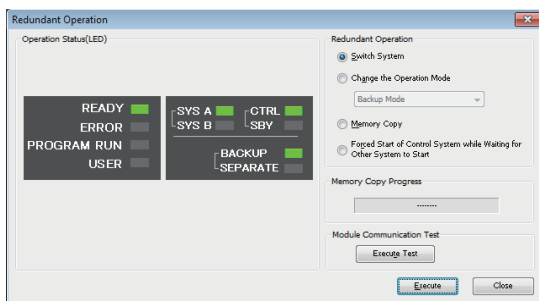 Redundant Operation
Operation Status(LED)
READY
ERROR
PROGRAM RUN
USER
SYS A
SYS B
CTRL
SBY
BACKUP
SEPARATE
Redundant Operation
Switch System
Change the Operation Mode
Backup Mode
Memory Copy
Forced Start of Control System while Waiting for
Other System to Start
Memory Copy Progress
--------
Module Communication Test
Execute Test
Execute
Close